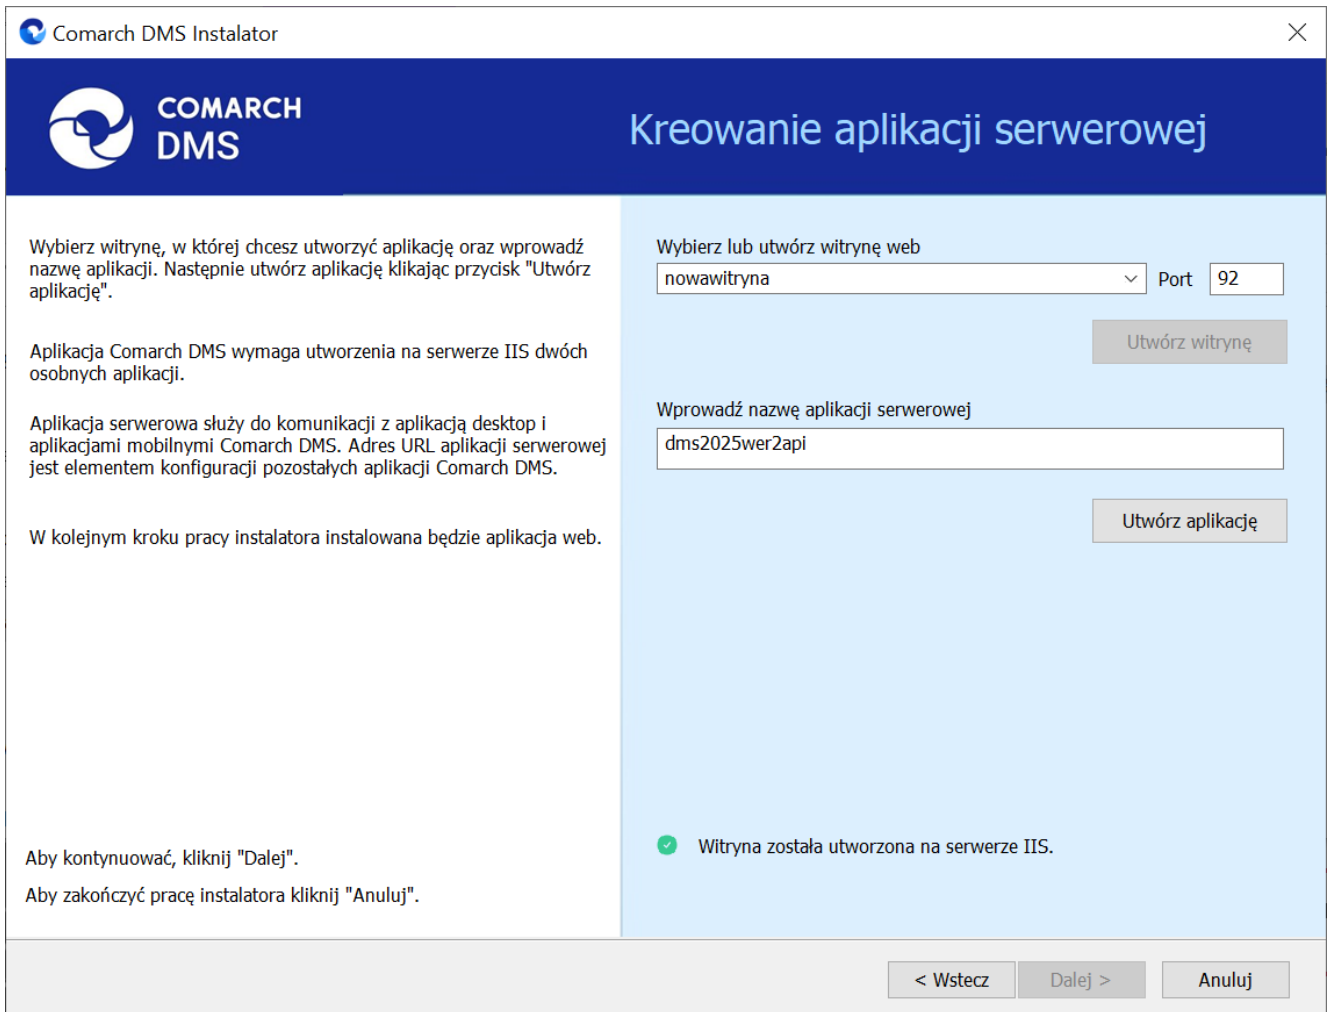 Comarch DMS Instalator
COMARCH
DMS
Kreowanie aplikacji serwerowej
Wybierz witrynę, w której chcesz utworzyć aplikację oraz wprowadź
nazwę aplikacji. Następnie utwórz aplikację klikając przycisk "Utwórz
aplikację".
Aplikacja Comarch DMS wymaga utworzenia na serwerze IIS dwóch
osobnych aplikacji.
Aplikacja serwerowa służy do komunikacji z aplikacją desktop i
aplikacjami mobilnymi Comarch DMS. Adres URL aplikacji serwerowej
jest elementem konfiguracji pozostałych aplikacji Comarch DMS.
W kolejnym kroku pracy instalatora instalowana będzie aplikacja web.
Aby kontynuować, kliknij "Dalej".
Aby zakończyć pracę instalatora kliknij "Anuluj".
Wybierz lub utwórz witrynę web
nowawitryna Port 92
Utwórz witrynę
Wprowadź nazwę aplikacji serwerowej
dms2025wer2api
Utwórz aplikację
Witryna została utworzona na serwerze IIS.
< Wstecz Dalej > Anuluj